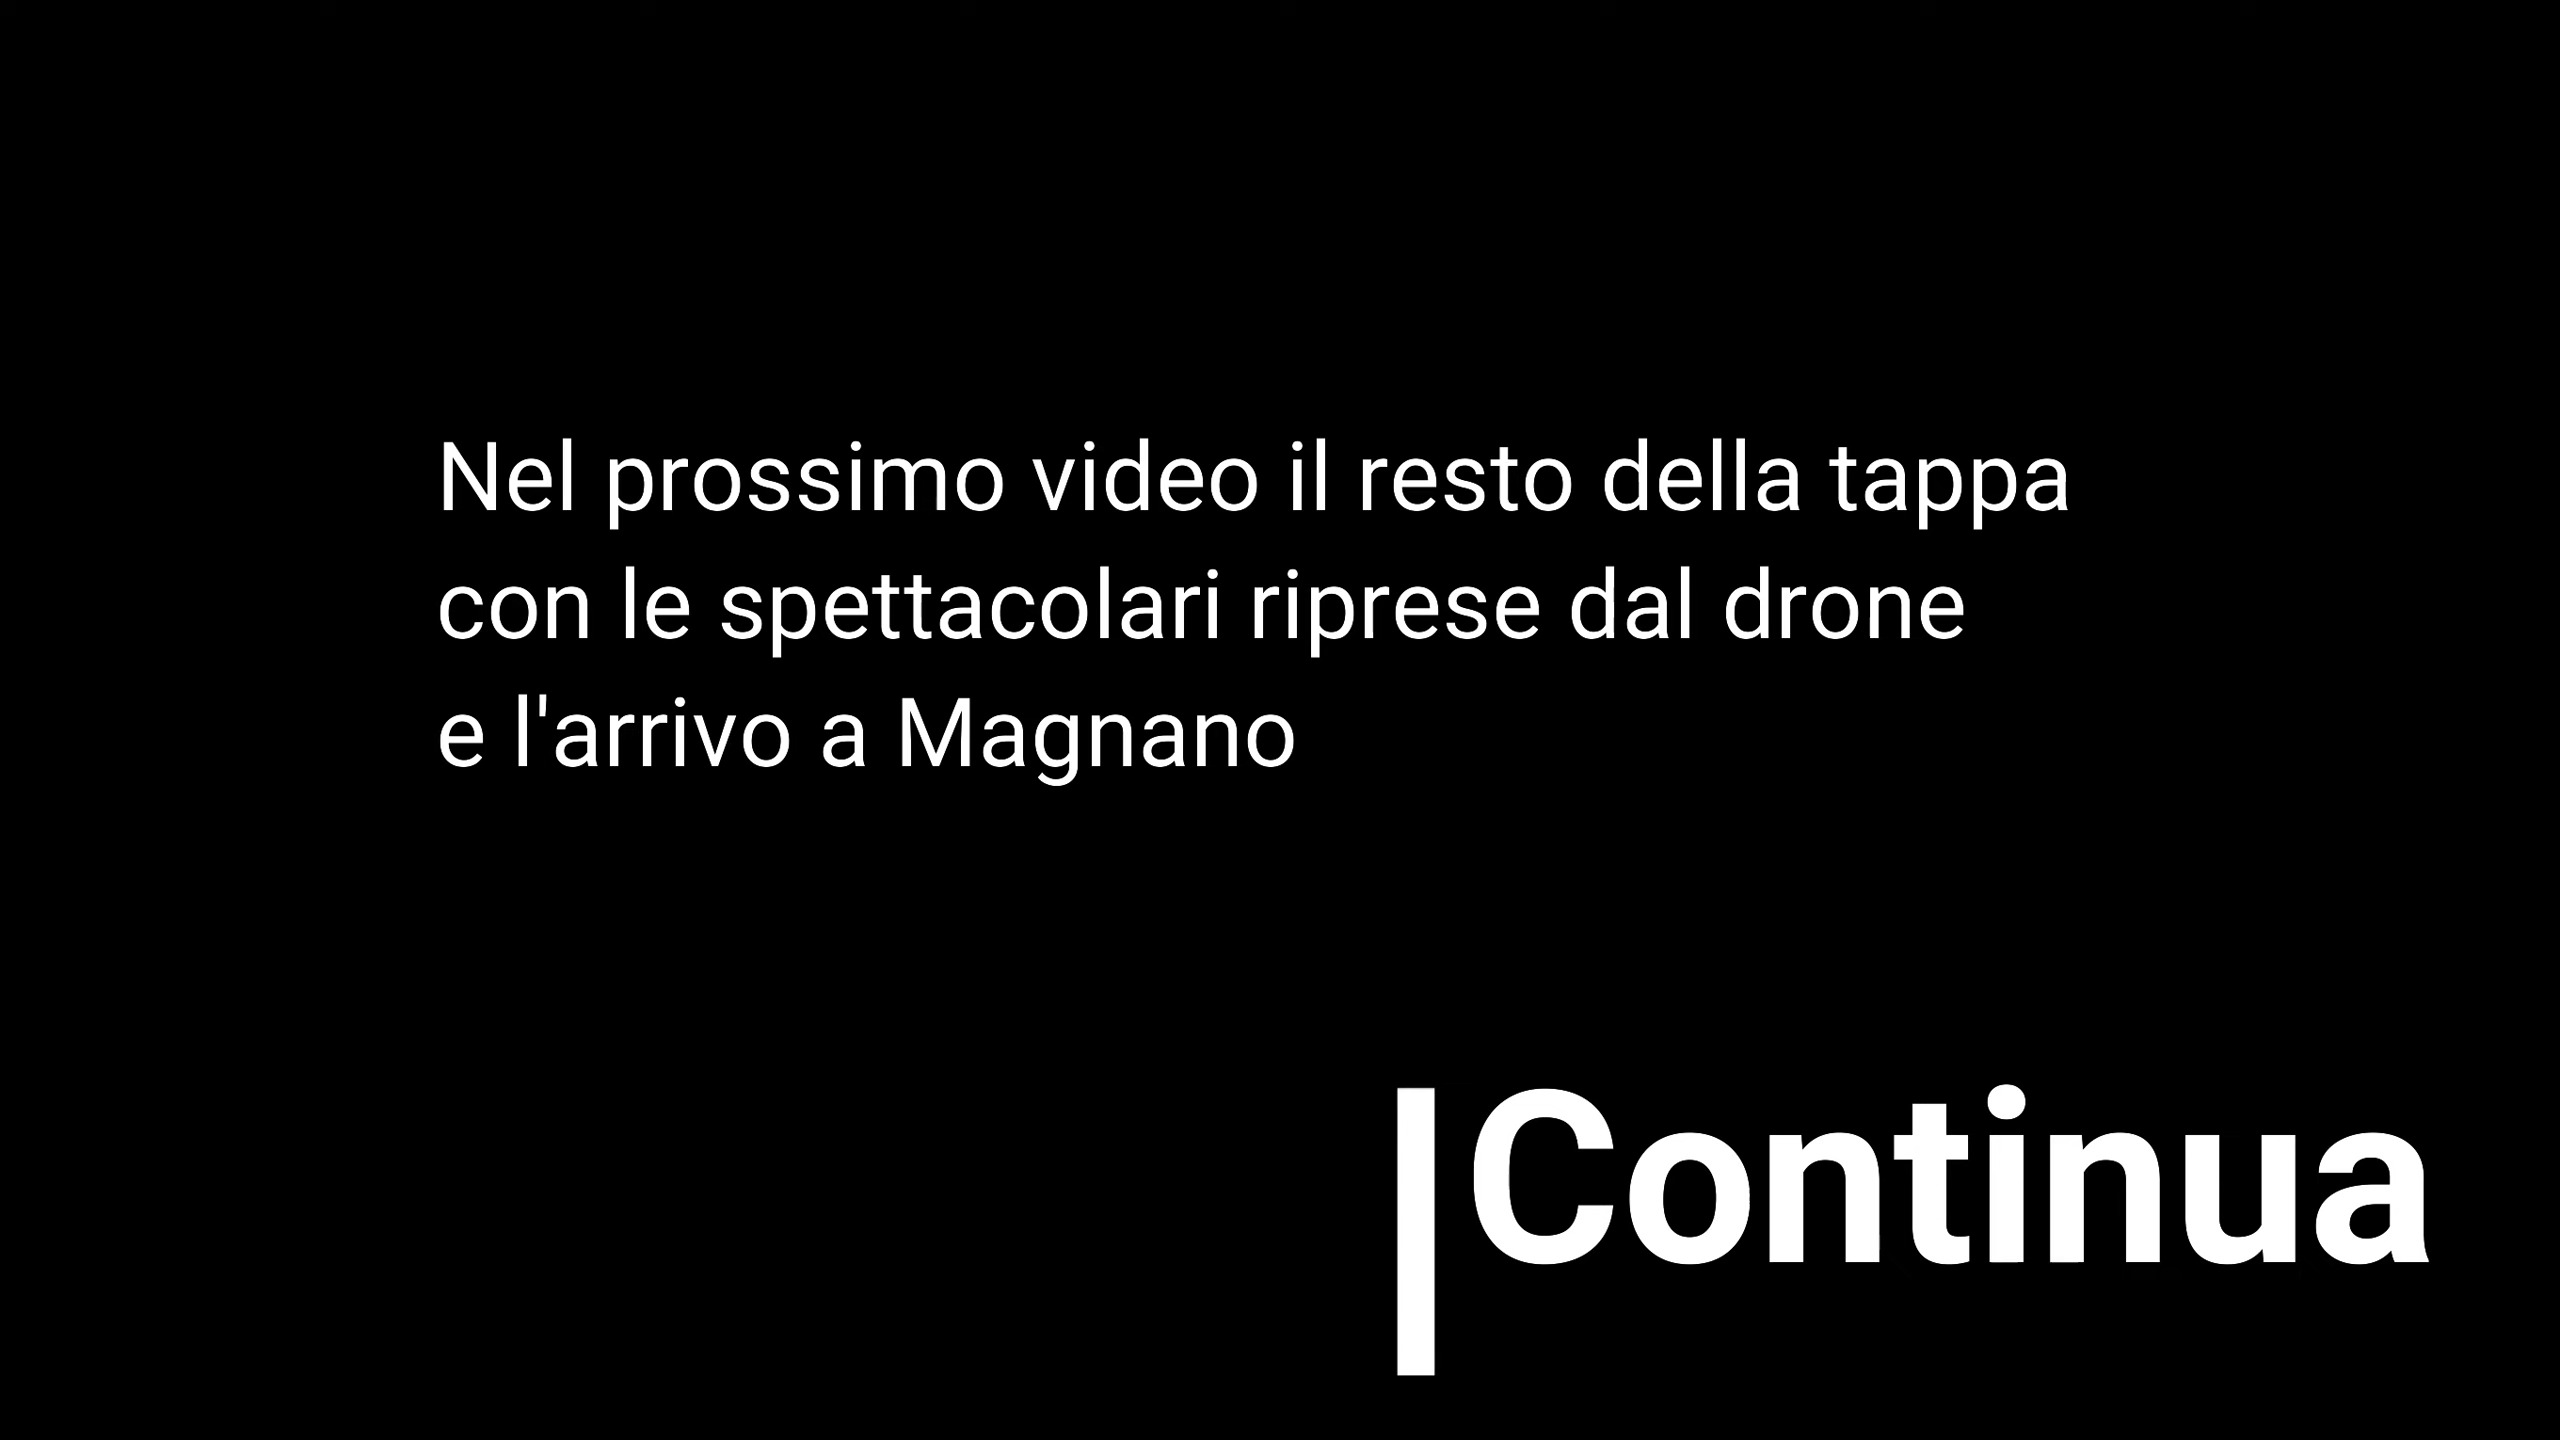 Nel prossimo video il resto della tappa
con le spettacolari riprese dal drone
e l'arrivo a Magnano
Continua